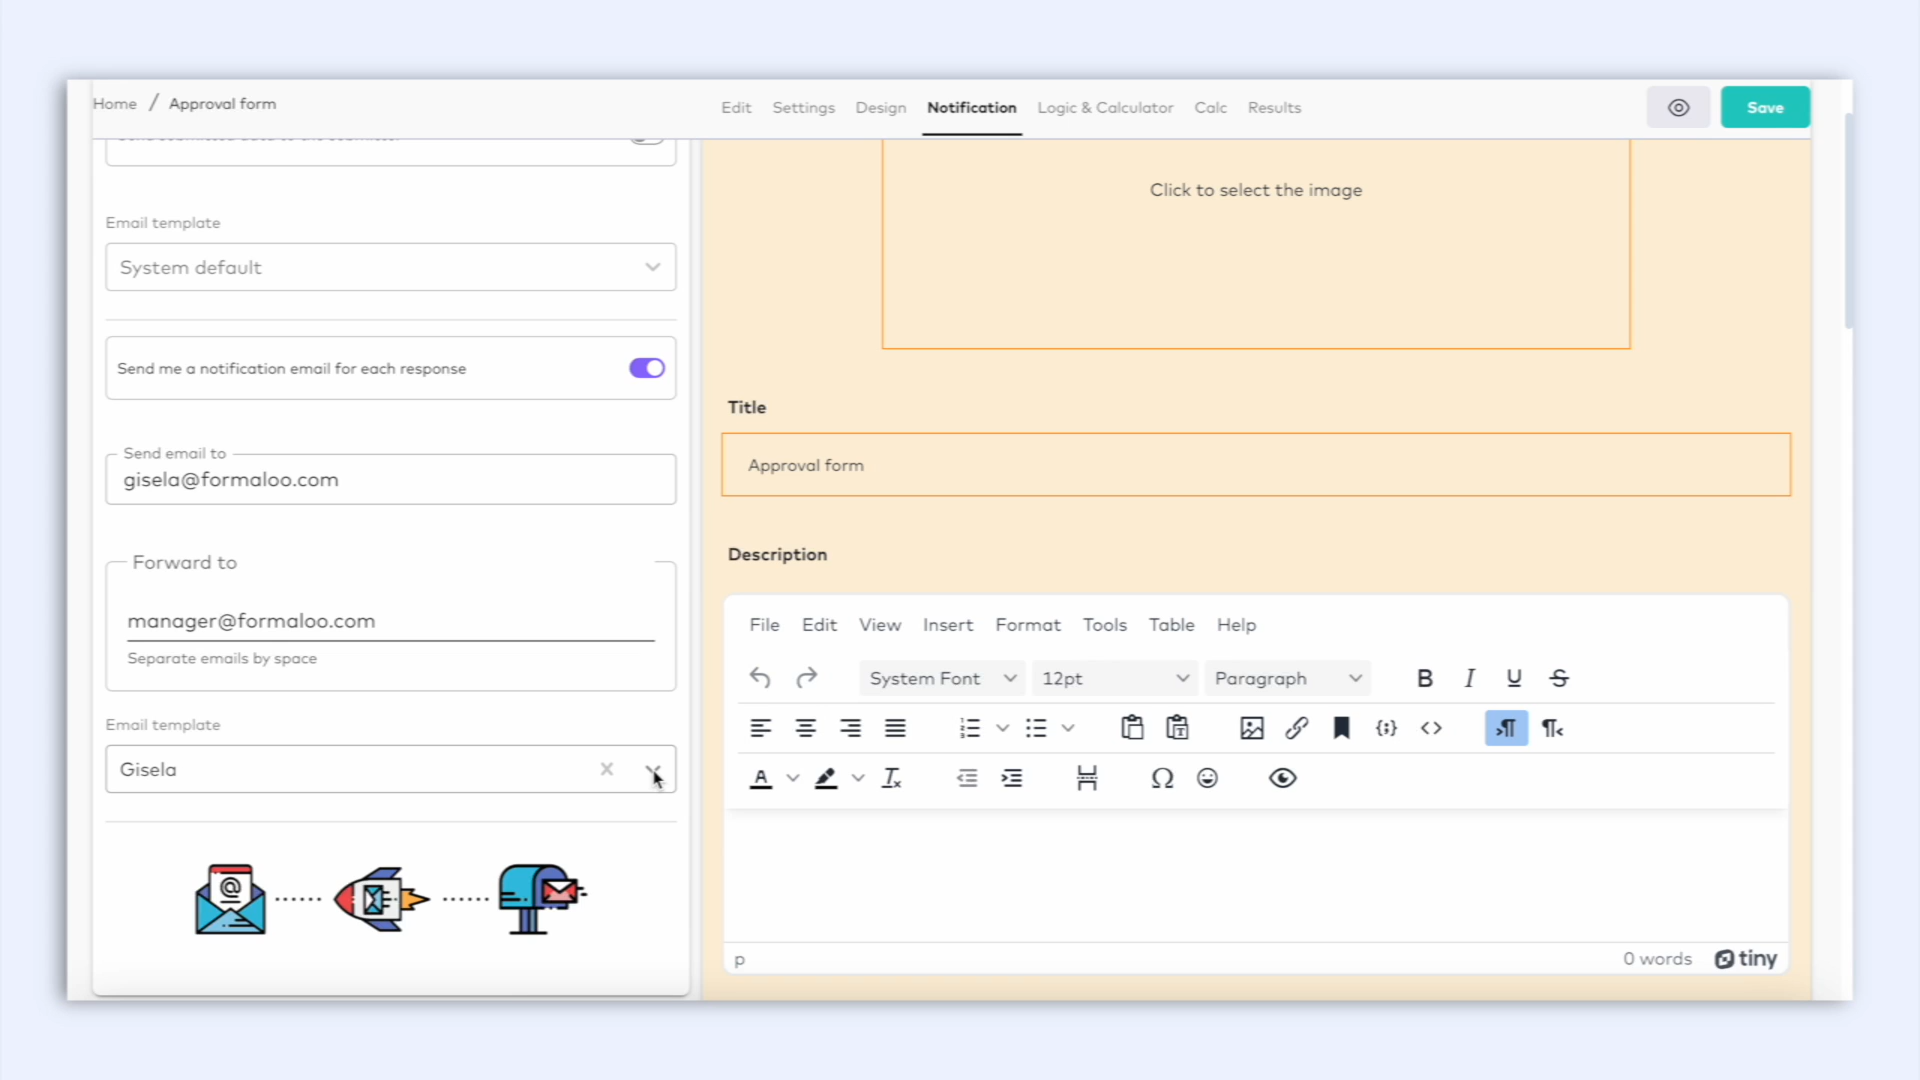 Home / Approval form
Edit Settings Design Notification Logic & Calculator Calc Results
Save
Email template
System default
Send me a notification email for each response
Send email to
gisela@formaloo.com
Forward to
manager@formaloo.com
Separate emails by space
Email template
Gisela
Click to select the image
Title
Approval form
Description
File Edit View Insert Format Tools Table Help
System Font 12pt Paragraph B I U S
p
0 words tiny